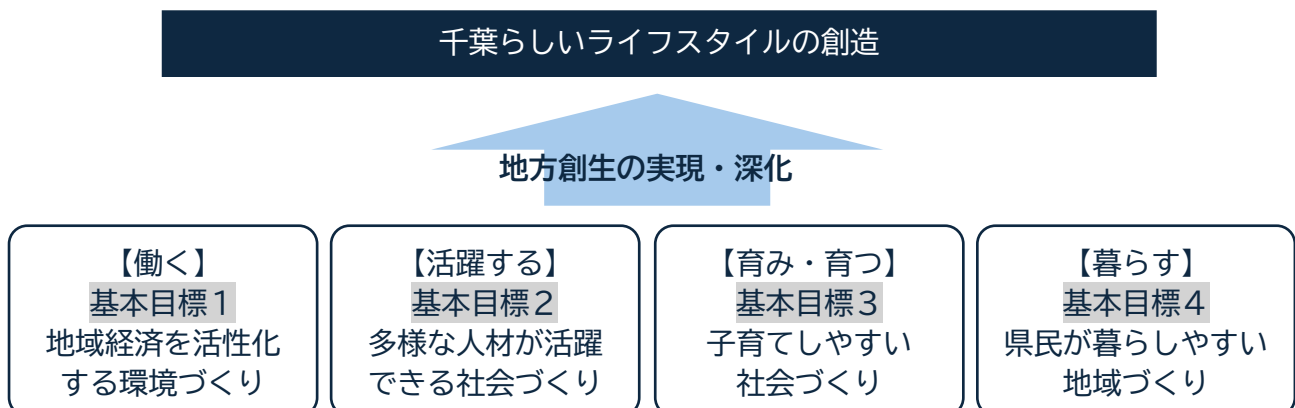 千葉らしいライフスタイルの創造
地方創生の実現・深化
【働く】
基本目標1
地域経済を活性化
する環境づくり
【活躍する】
基本目標2
多様な人材が活躍
できる社会づくり
【育み・育つ】
基本目標3
子育てしやすい
社会づくり
【暮らす】
基本目標4
県民が暮らしやすい
地域づくり